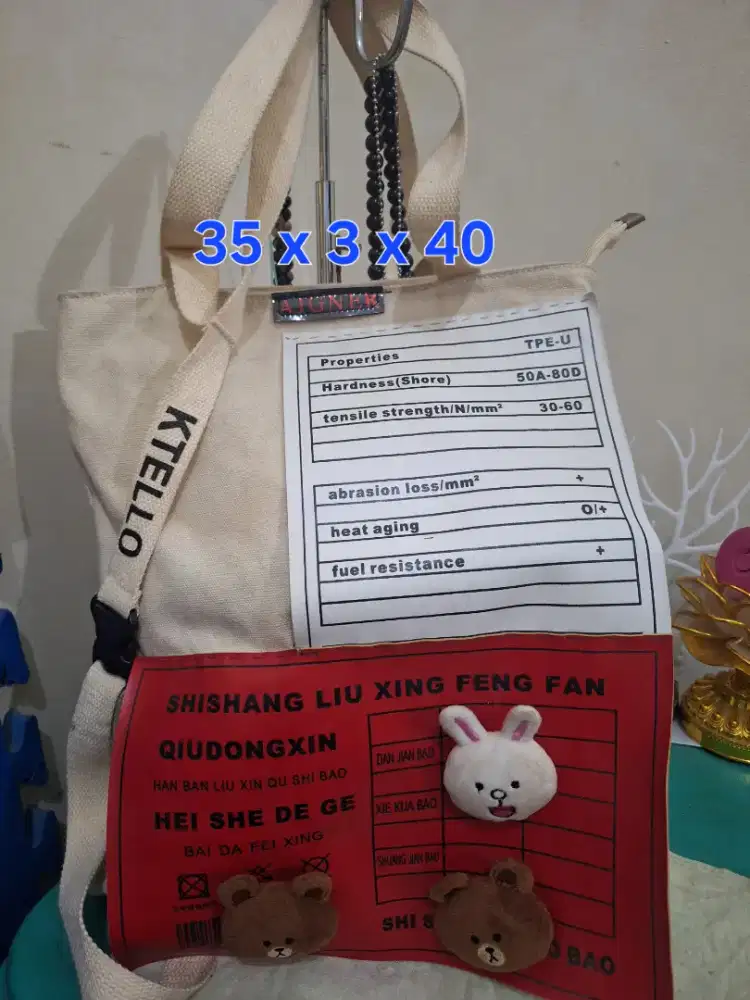 35 x 3 x 40
AIGNER
Properties TPE-U
Hardness(Shore) 50A-80D
tensile strength/N/mm² 30-60
abrasion loss/mm² +
heat aging O/+
fuel resistance +
KTELLO
SHISHANG LIU XING FENG FAN
QIUDONGXIN
HAN BAN LIU XIN QU SHI BAO
HEI SHE DE GE
BAI DA FEI XING
DAN JIAN BAO
XIE KUA BAO
SHUANG JIAN BAO
SHI
BAO